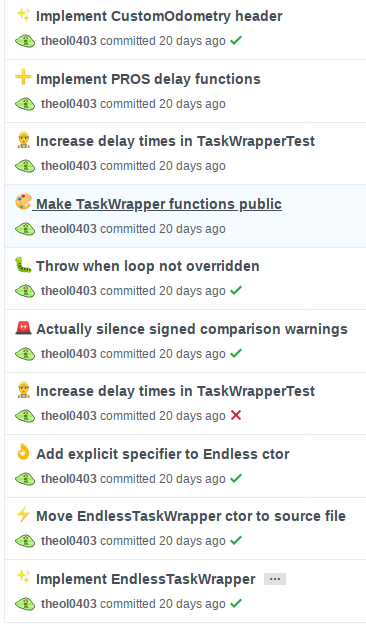 Implement CustomOdometry header
theol0403 committed 20 days ago
Implement PROS delay functions
theol0403 committed 20 days ago
Increase delay times in TaskWrapperTest
theol0403 committed 20 days ago
Make TaskWrapper functions public
theol0403 committed 20 days ago
Throw when loop not overridden
theol0403 committed 20 days ago
Actually silence signed comparison warnings
theol0403 committed 20 days ago
Increase delay times in TaskWrapperTest
theol0403 committed 20 days ago
Add explicit specifier to Endless ctor
theol0403 committed 20 days ago
Move EndlessTaskWrapper ctor to source file
theol0403 committed 20 days ago
Implement EndlessTaskWrapper ...
theol0403 committed 20 days ago